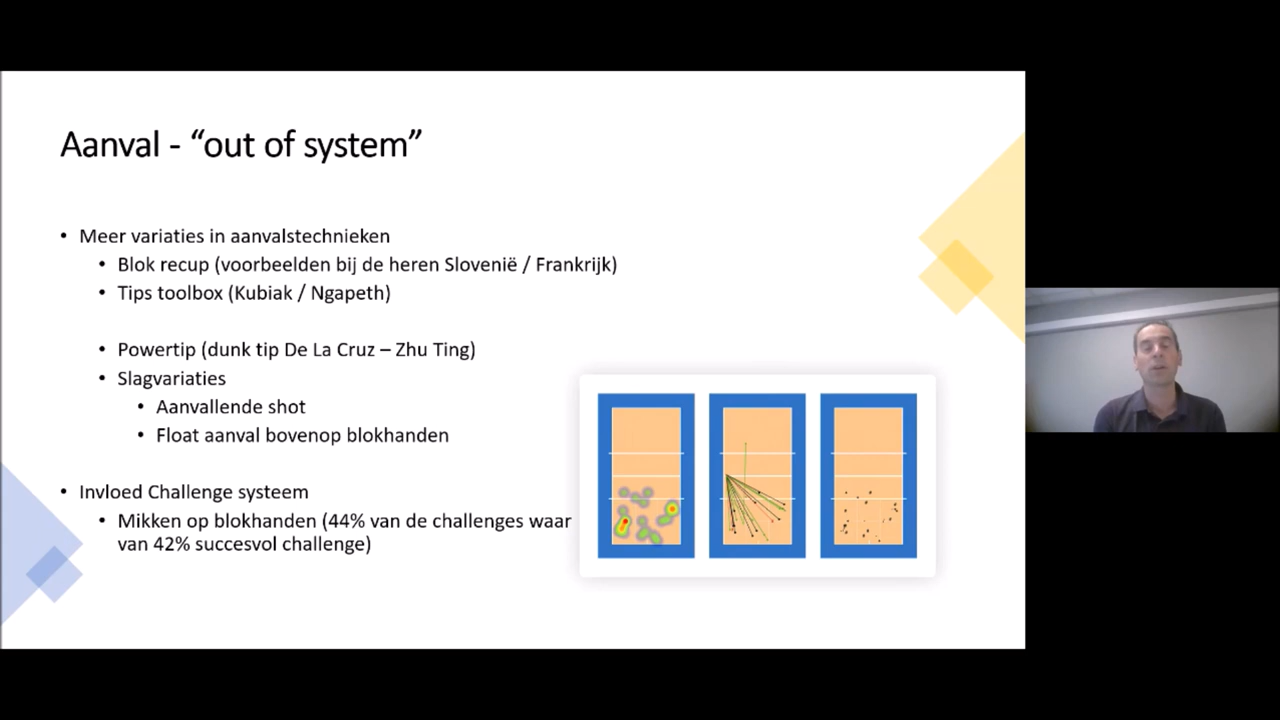 Aanval - “out of system”
• Meer variaties in aanvalstechnieken
• Blok recup (voorbeelden bij de heren Slovenië / Frankrijk)
• Tips toolbox (Kubiak / Ngapeth)
• Powertip (dunk tip De La Cruz – Zhu Ting)
• Slagvariaties
• Aanvallende shot
• Float aanval bovenop blokhanden
• Invloed Challenge systeem
• Mikken op blokhanden (44% van de challenges waar
van 42% succesvol challenge)